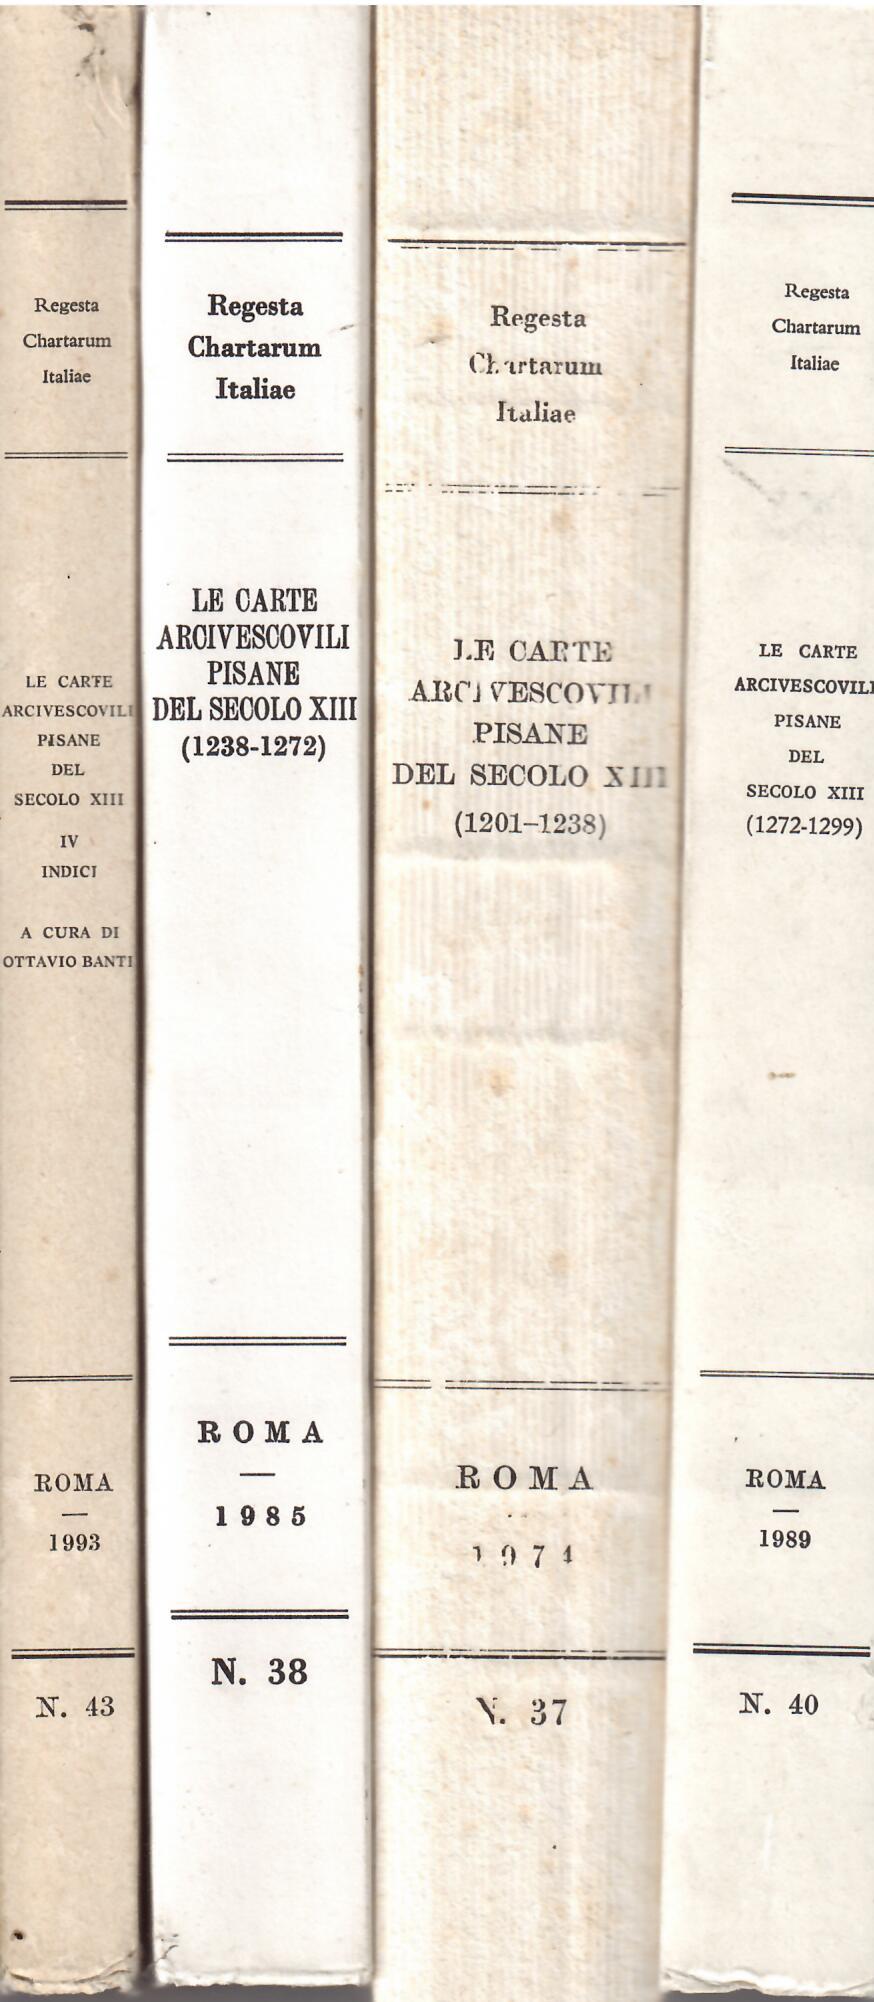 Regesta
Chartarum
Italiae
LE CARTE
ARCIVESCOVILI
PISANE
DEL
SECOLO XIII
IV
INDICI
A CURA DI
OTTAVIO BANTI
ROMA
1993
N. 43
Regesta
Chartarum
Italiae
LE CARTE
ARCIVESCOVILI
PISANE
DEL SECOLO XIII
(1238-1272)
ROMA
1985
N. 38
Regesta
Chartarum
Italiae
LE CARTE
ARCIVESCOVILI
PISANE
DEL SECOLO XIII
(1201–1238)
ROMA
1974
N. 37
Regesta
Chartarum
Italiae
LE CARTE
ARCIVESCOVILI
PISANE
DEL
SECOLO XIII
(1272-1299)
ROMA
1989
N. 40